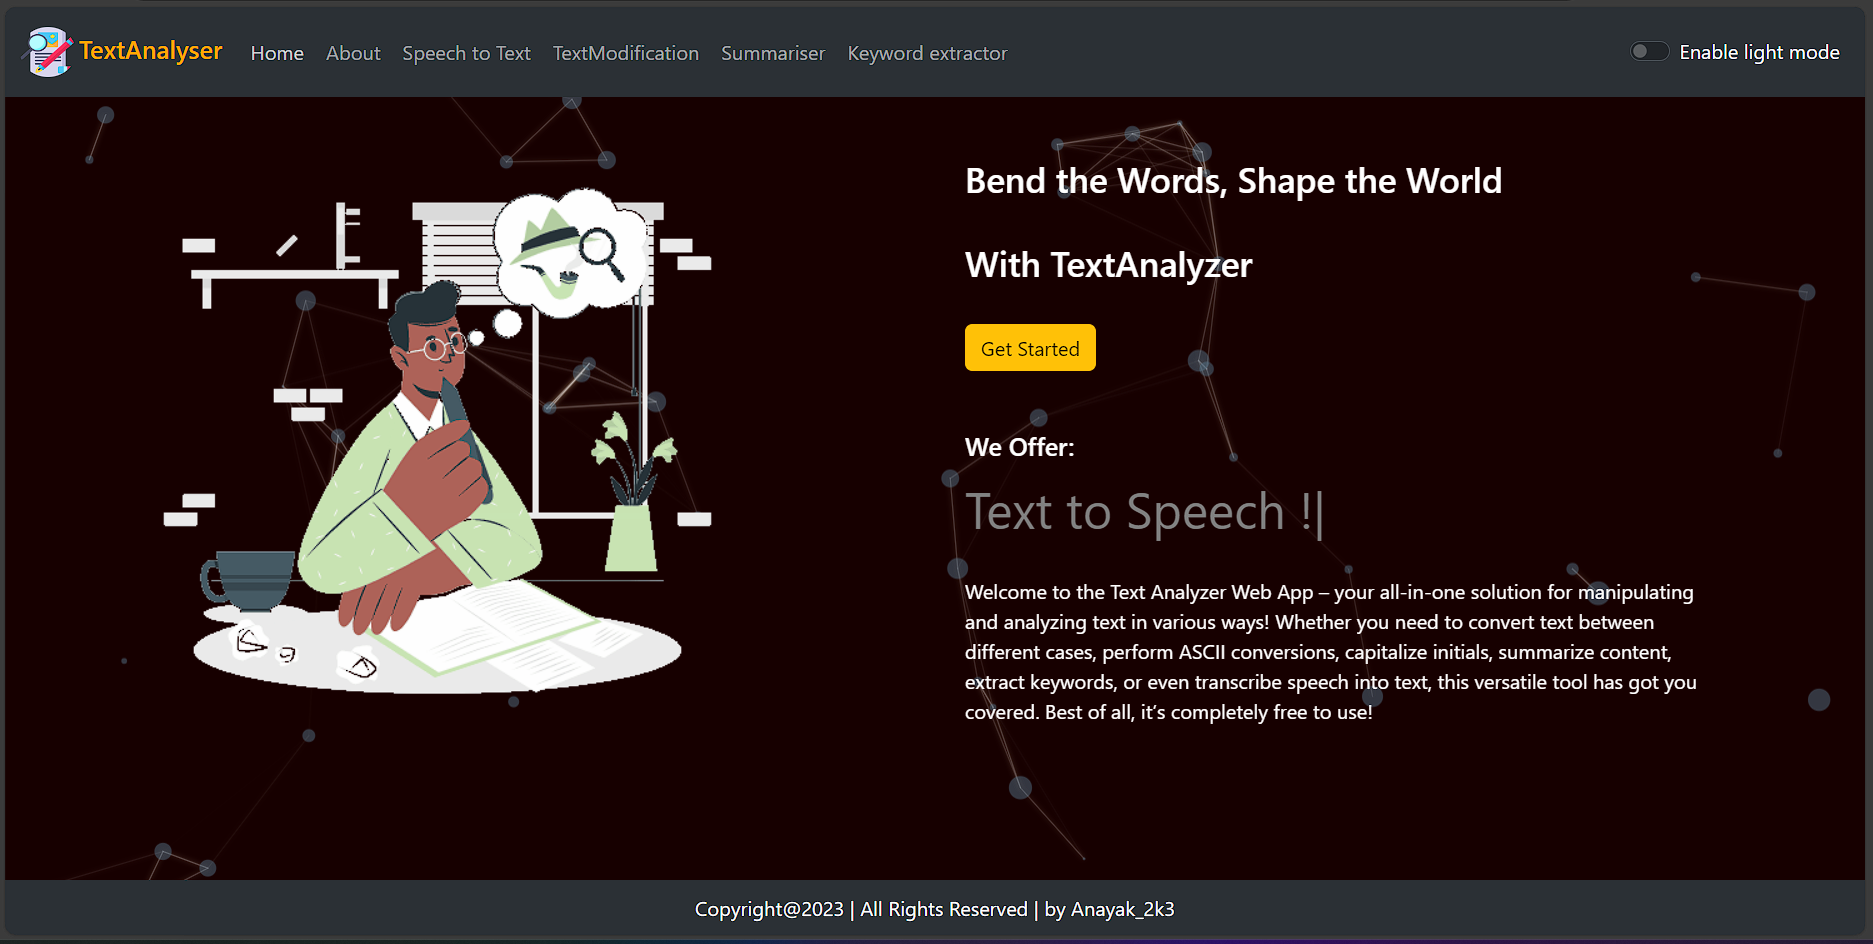 TextAnalyser Home About Speech to Text TextModification Summariser Keyword extractor Enable light mode
Bend the Words, Shape the World
With TextAnalyzer
Get Started
We Offer:
Text to Speech !|
Welcome to the Text Analyzer Web App – your all-in-one solution for manipulating
and analyzing text in various ways! Whether you need to convert text between
different cases, perform ASCII conversions, capitalize initials, summarize content,
extract keywords, or even transcribe speech into text, this versatile tool has got you
covered. Best of all, it’s completely free to use!
Copyright@2023 | All Rights Reserved | by Anayak_2k3